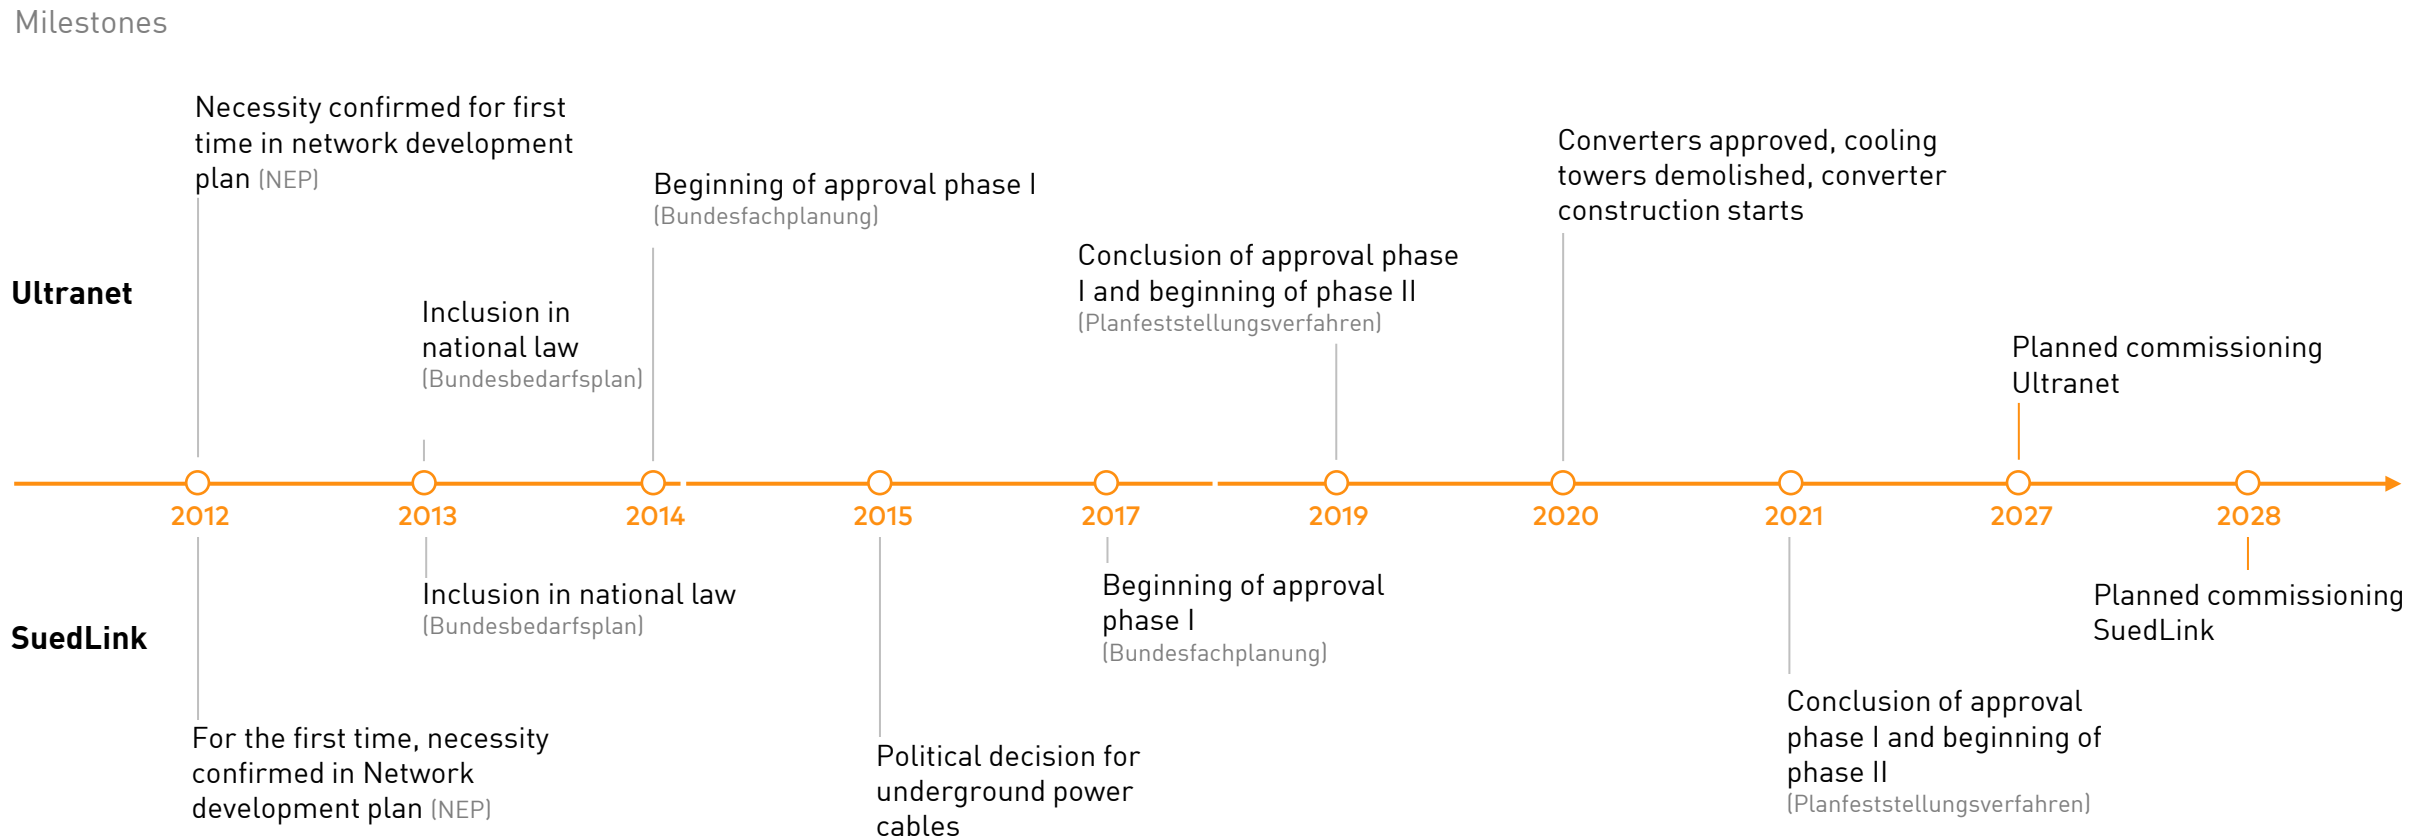 Milestones
Necessity confirmed for first
time in network development
plan (NEP)
Beginning of approval phase I
(Bundesfachplanung)
Converters approved, cooling
towers demolished, converter
construction starts
Conclusion of approval phase
I and beginning of phase II
(Planfeststellungsverfahren)
Ultranet
Inclusion in
national law
(Bundesbedarfsplan)
Planned commissioning
Ultranet
2012 2013 2014 2015 2017 2019 2020 2021 2027 2028
SuedLink
Inclusion in national law
(Bundesbedarfsplan)
Beginning of approval
phase I
(Bundesfachplanung)
Planned commissioning
SuedLink
For the first time, necessity
confirmed in Network
development plan (NEP)
Political decision for
underground power
cables
Conclusion of approval
phase I and beginning of
phase II
(Planfeststellungsverfahren)